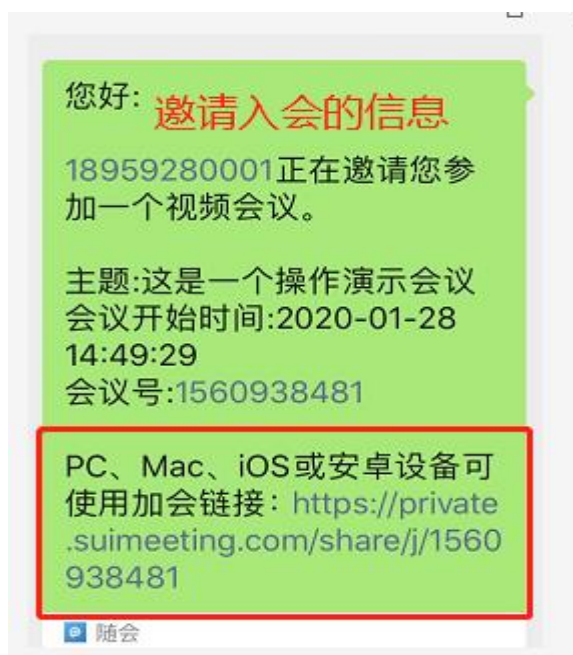 您好:
邀请入会的信息
18959280001正在邀请您参
加一个视频会议。
主题:这是一个操作演示会议
会议开始时间:2020-01-28
14:49:29
会议号:1560938481
PC、Mac、iOS或安卓设备可
使用加会链接：https://private
.suimeeting.com/share/j/1560
938481
随会